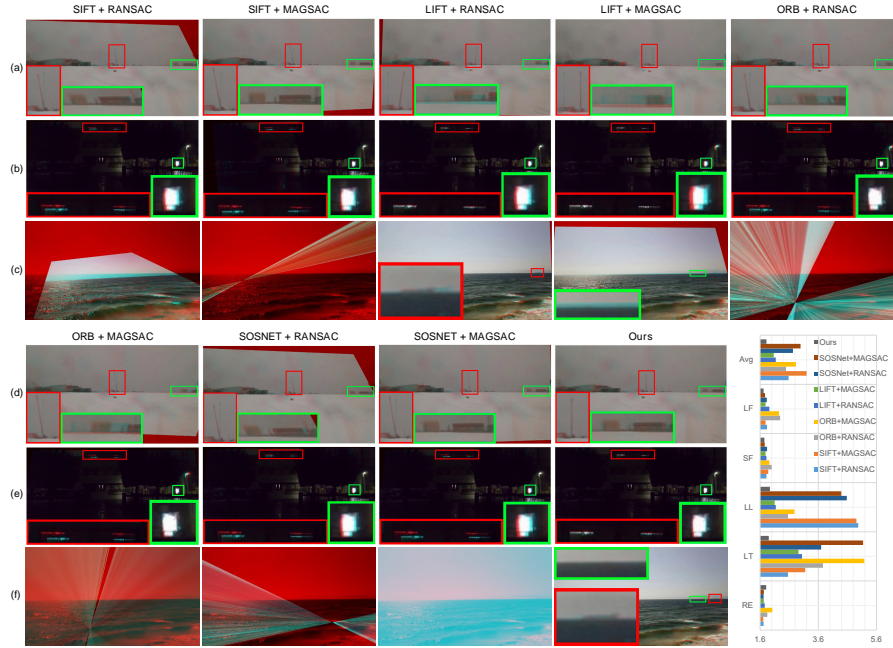 SIFT + RANSAC SIFT + MAGSAC LIFT + RANSAC LIFT + MAGSAC ORB + RANSAC
(a)
(b)
(c)
ORB + MAGSAC SOSNET + RANSAC SOSNET + MAGSAC Ours
(d)
(e)
(f)
Avg
LF
SF
LL
LT
RE
Ours
SOSNet+MAGSAC
SOSNet+RANSAC
LIFT+MAGSAC
LIFT+RANSAC
ORB+MAGSAC
ORB+RANSAC
SIFT+MAGSAC
SIFT+RANSAC
1.6 3.6 5.6